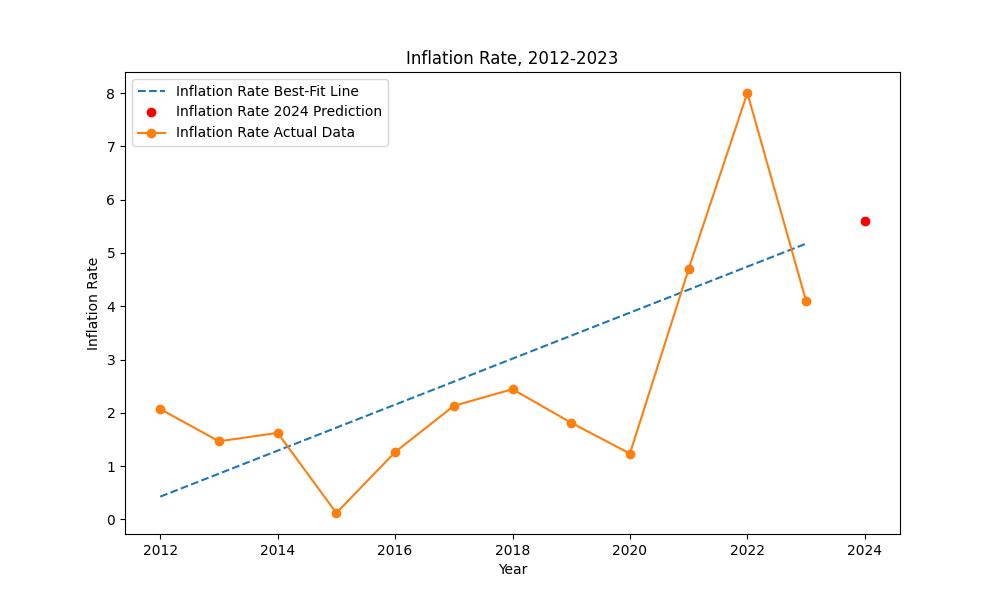 Inflation Rate, 2012-2023
Inflation Rate Best-Fit Line
Inflation Rate 2024 Prediction
Inflation Rate Actual Data
8
7
6
5
4
3
2
1
0
Inflation Rate
2012 2014 2016 2018 2020 2022 2024
Year